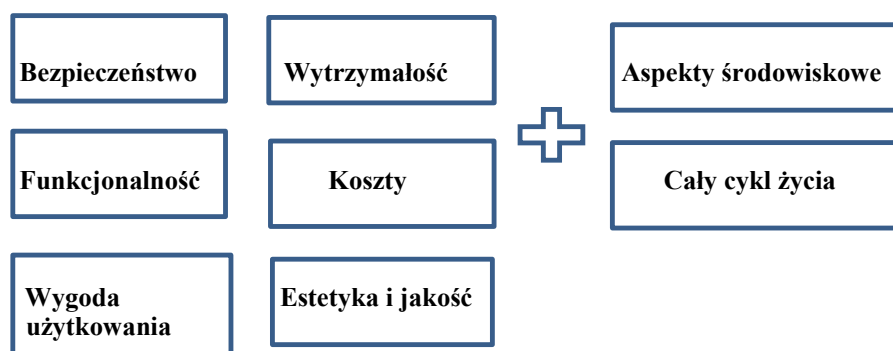 Bezpieczeństwo
Wytrzymałość
Aspekty środowiskowe
Funkcjonalność
Koszty
Cały cykl życia
Wygoda
użytkowania
Estetyka i jakość